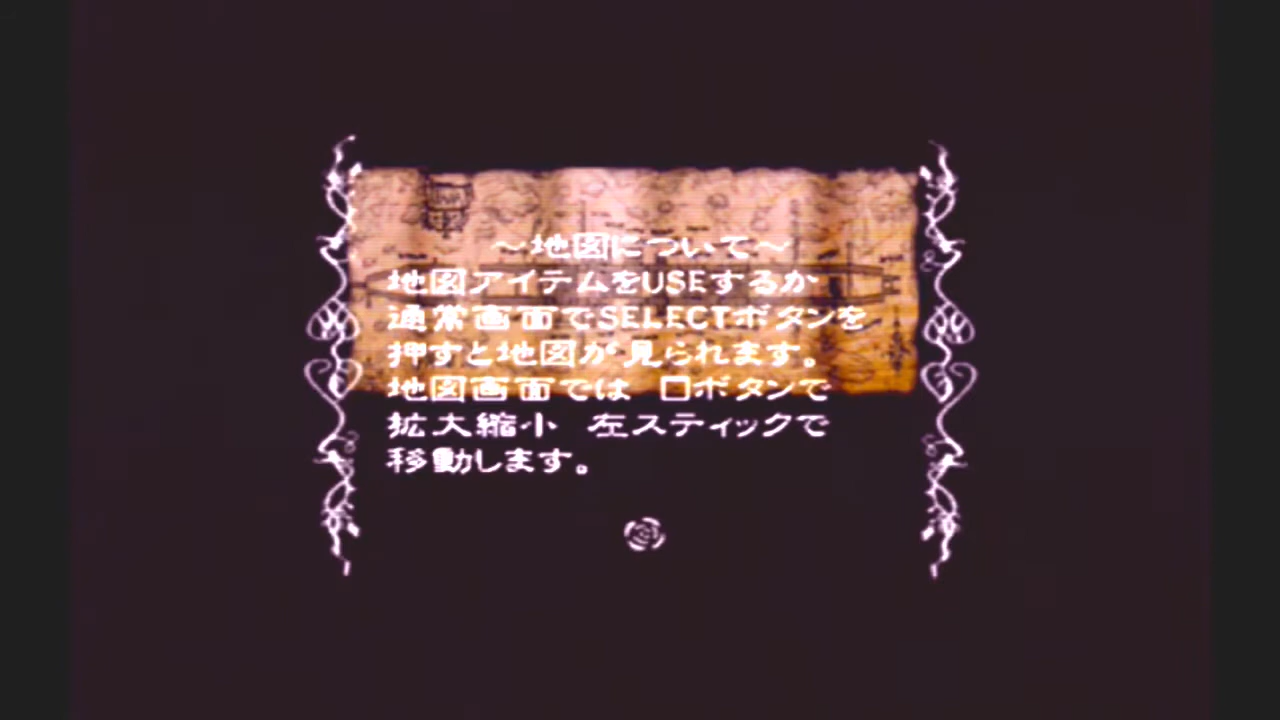 ～地図について～
地図アイテムをUSEするか
通常画面でSELECTボタンを
押すと地図が見られます。
地図画面では □ボタンで
拡大縮小 左スティックで
移動します。